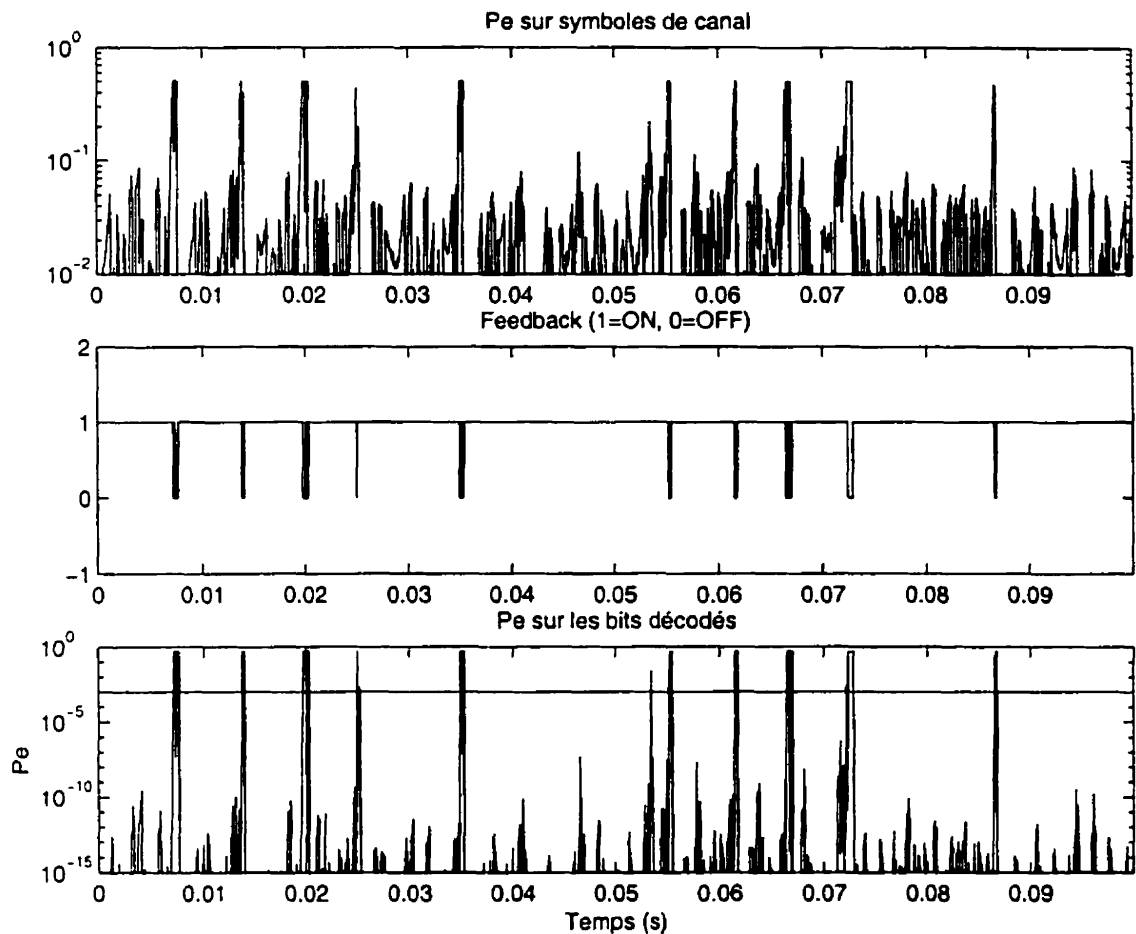 Pe sur symboles de canal
10^0
10^-1
10^-2
0 0.01 0.02 0.03 0.04 0.05 0.06 0.07 0.08 0.09
Feedback (1=ON, 0=OFF)
2
1
0
-1
0 0.01 0.02 0.03 0.04 0.05 0.06 0.07 0.08 0.09
Pe sur les bits décodés
10^0
10^-5
10^-10
10^-15
Pe
0 0.01 0.02 0.03 0.04 0.05 0.06 0.07 0.08 0.09
Temps (s)